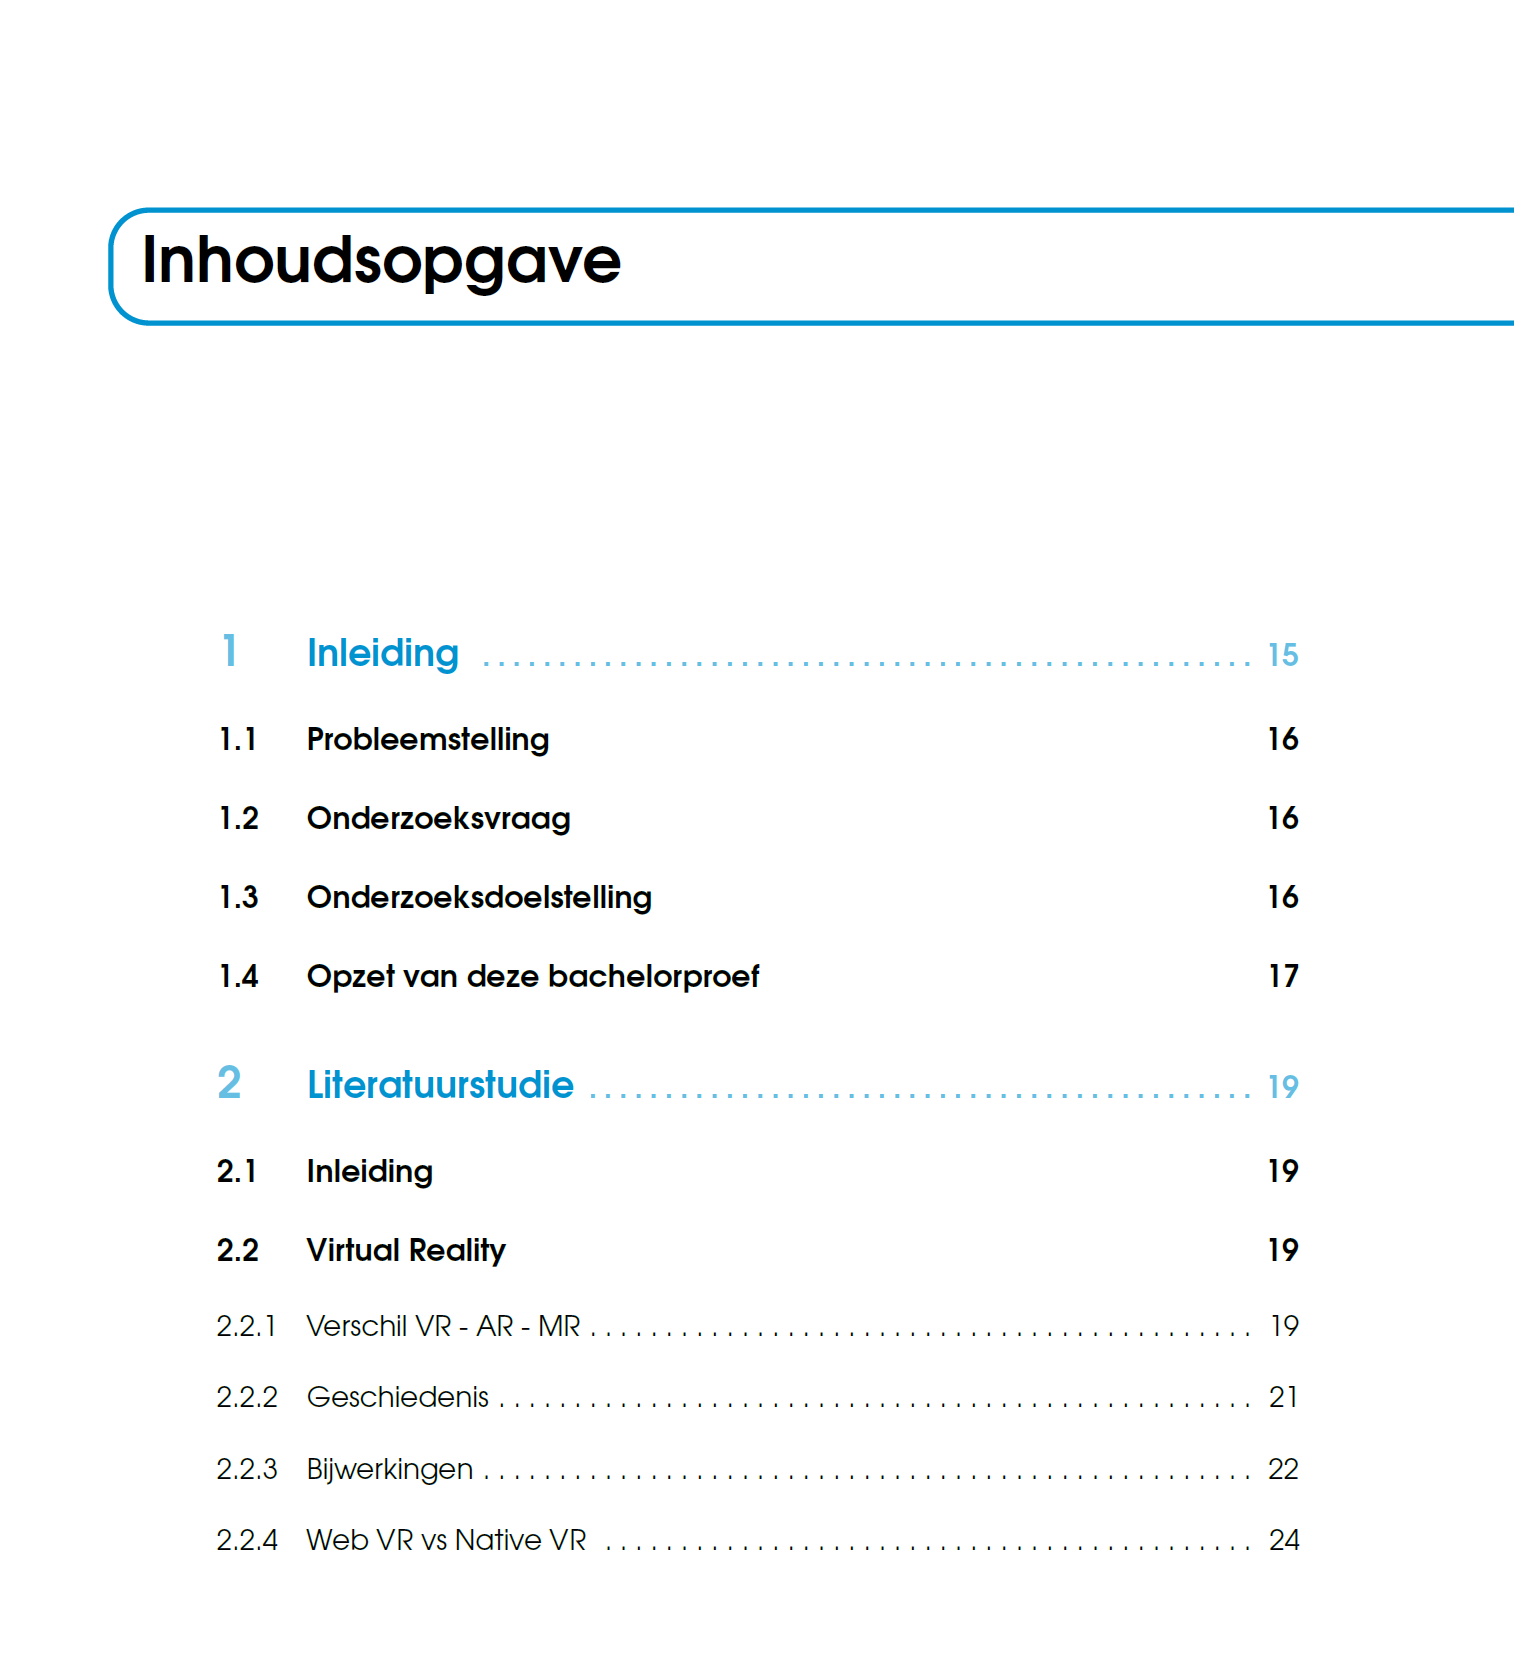 Inhoudsopgave
1 Inleiding . . . . . . . . . . . . . . . . . . . . . . . . . . . . . . . . . . . . . . . . . . . . . . . . . . . 15
1.1 Probleemstelling 16
1.2 Onderzoeksvraag 16
1.3 Onderzoeksdoelstelling 16
1.4 Opzet van deze bachelorproef 17
2 Literatuurstudie . . . . . . . . . . . . . . . . . . . . . . . . . . . . . . . . . . . . . . . . . . . . 19
2.1 Inleiding 19
2.2 Virtual Reality 19
2.2.1 Verschil VR - AR - MR . . . . . . . . . . . . . . . . . . . . . . . . . . . . . . . . . . . . . . . . . . . . 19
2.2.2 Geschiedenis . . . . . . . . . . . . . . . . . . . . . . . . . . . . . . . . . . . . . . . . . . . . . . . . . . 21
2.2.3 Bijwerkingen . . . . . . . . . . . . . . . . . . . . . . . . . . . . . . . . . . . . . . . . . . . . . . . . . . . 22
2.2.4 Web VR vs Native VR . . . . . . . . . . . . . . . . . . . . . . . . . . . . . . . . . . . . . . . . . . . 24